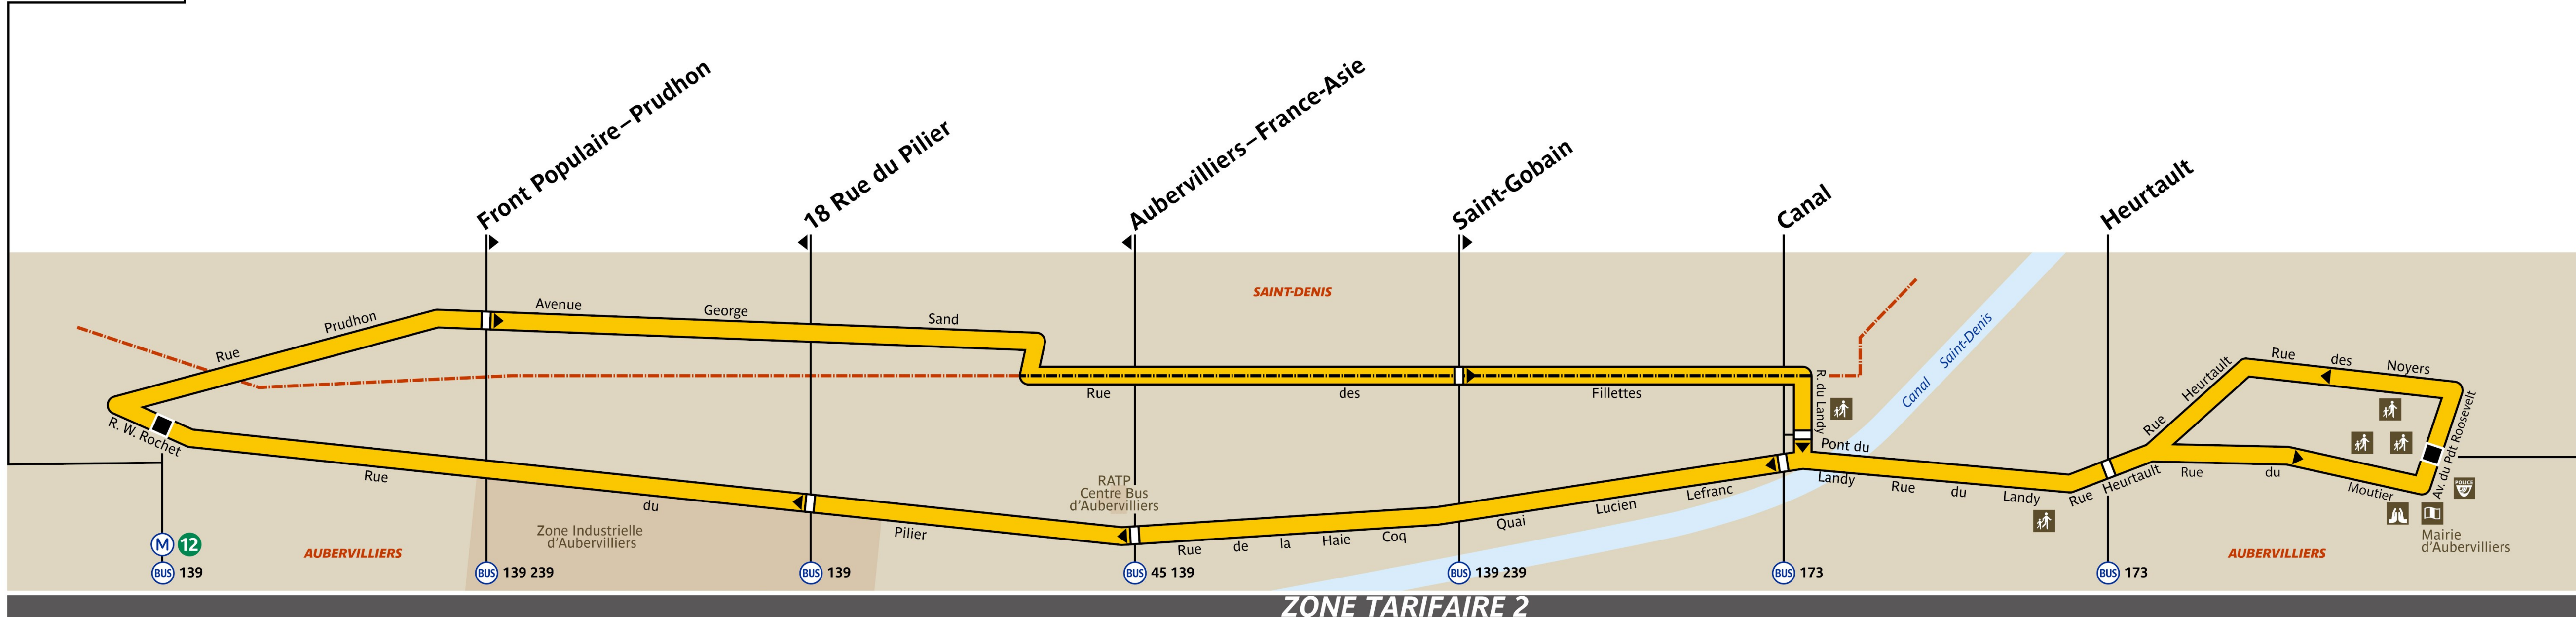 Front Populaire–Prudhon
18 Rue du Pilier
Aubervilliers–France-Asie
Saint-Gobain
Canal
Heurtault
SAINT-DENIS
Rue Prudhon
Avenue George Sand
Rue des Fillettes
R. du Landy
Canal Saint-Denis
Rue Heurtault
Rue des Noyers
Av. du Pdt Roosevelt
R. W. Rochet
Rue du Pilier
RATP
Centre Bus
d'Aubervilliers
Rue de la Haie Coq
Quai Lucien Lefranc
Pont du
Landy
Rue du Landy
Rue Heurtault
Rue du Moutier
POLICE
Zone Industrielle
d'Aubervilliers
Mairie
d'Aubervilliers
AUBERVILLIERS
AUBERVILLIERS
M 12
BUS 139
BUS 139 239
BUS 139
BUS 45 139
BUS 139 239
BUS 173
BUS 173
ZONE TARIFAIRE 2